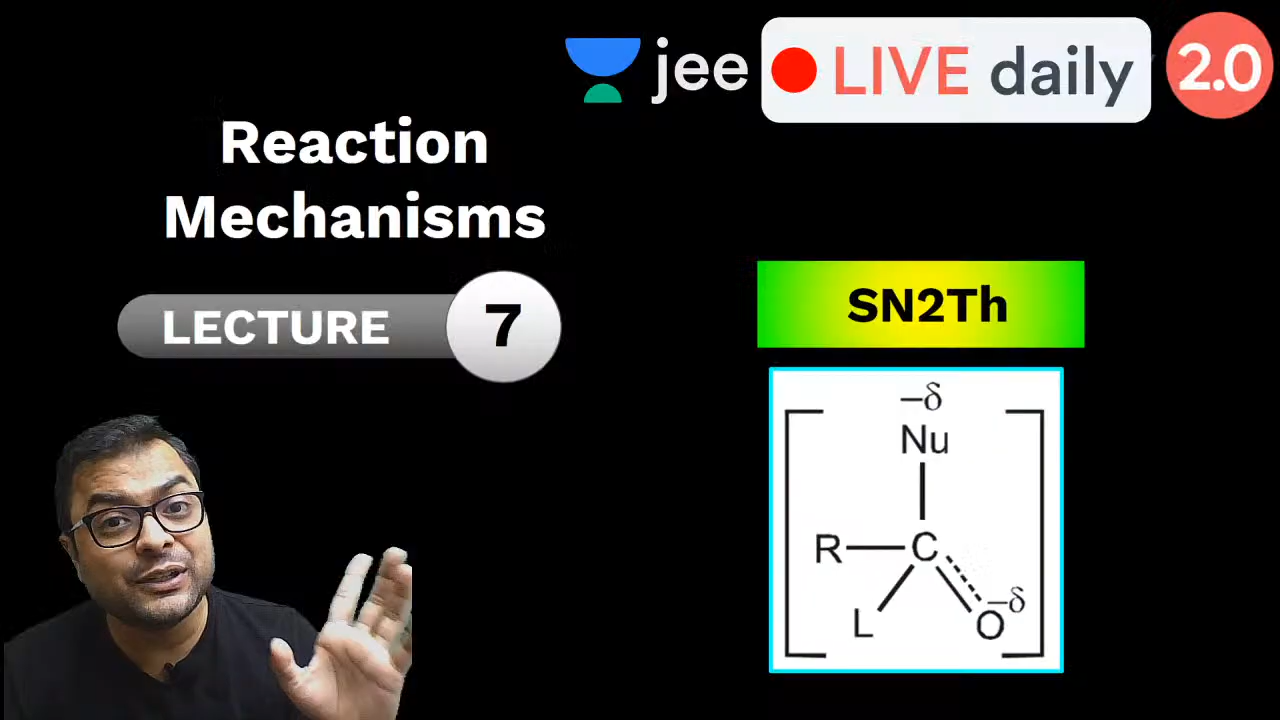 jee LIVE daily 2.0
Reaction
Mechanisms
LECTURE 7
SN2Th
–δ
Nu
R C
–δ
L O